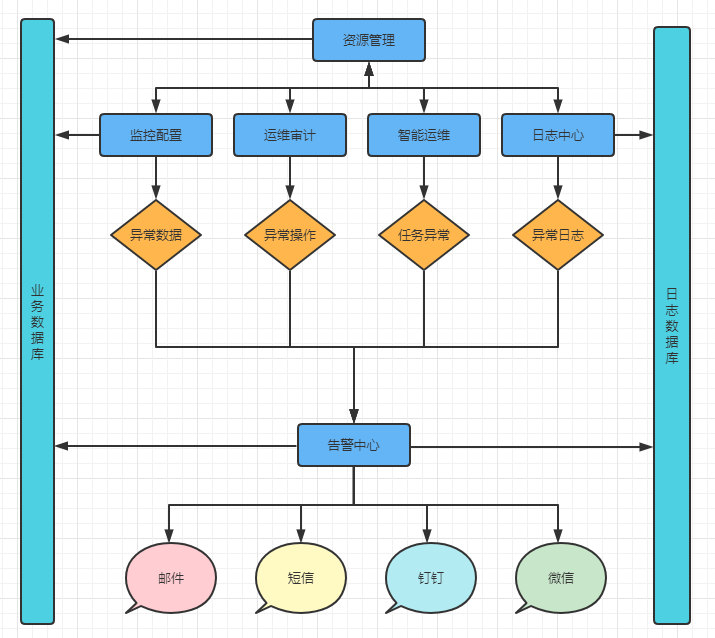 资源管理
监控配置
运维审计
智能运维
日志中心
异常数据
异常操作
任务异常
异常日志
业务数据库
日志数据库
告警中心
邮件
短信
钉钉
微信